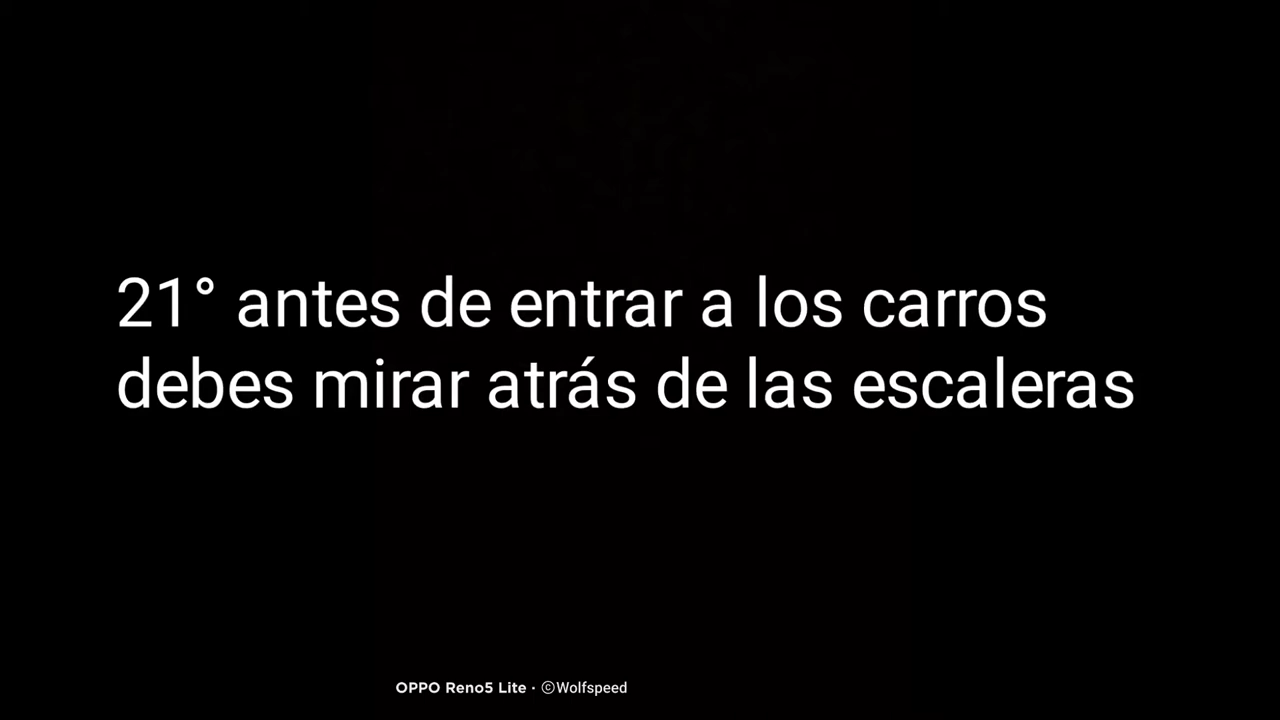 21° antes de entrar a los carros
debes mirar atrás de las escaleras
OPPO Reno5 Lite · ©Wolfspeed